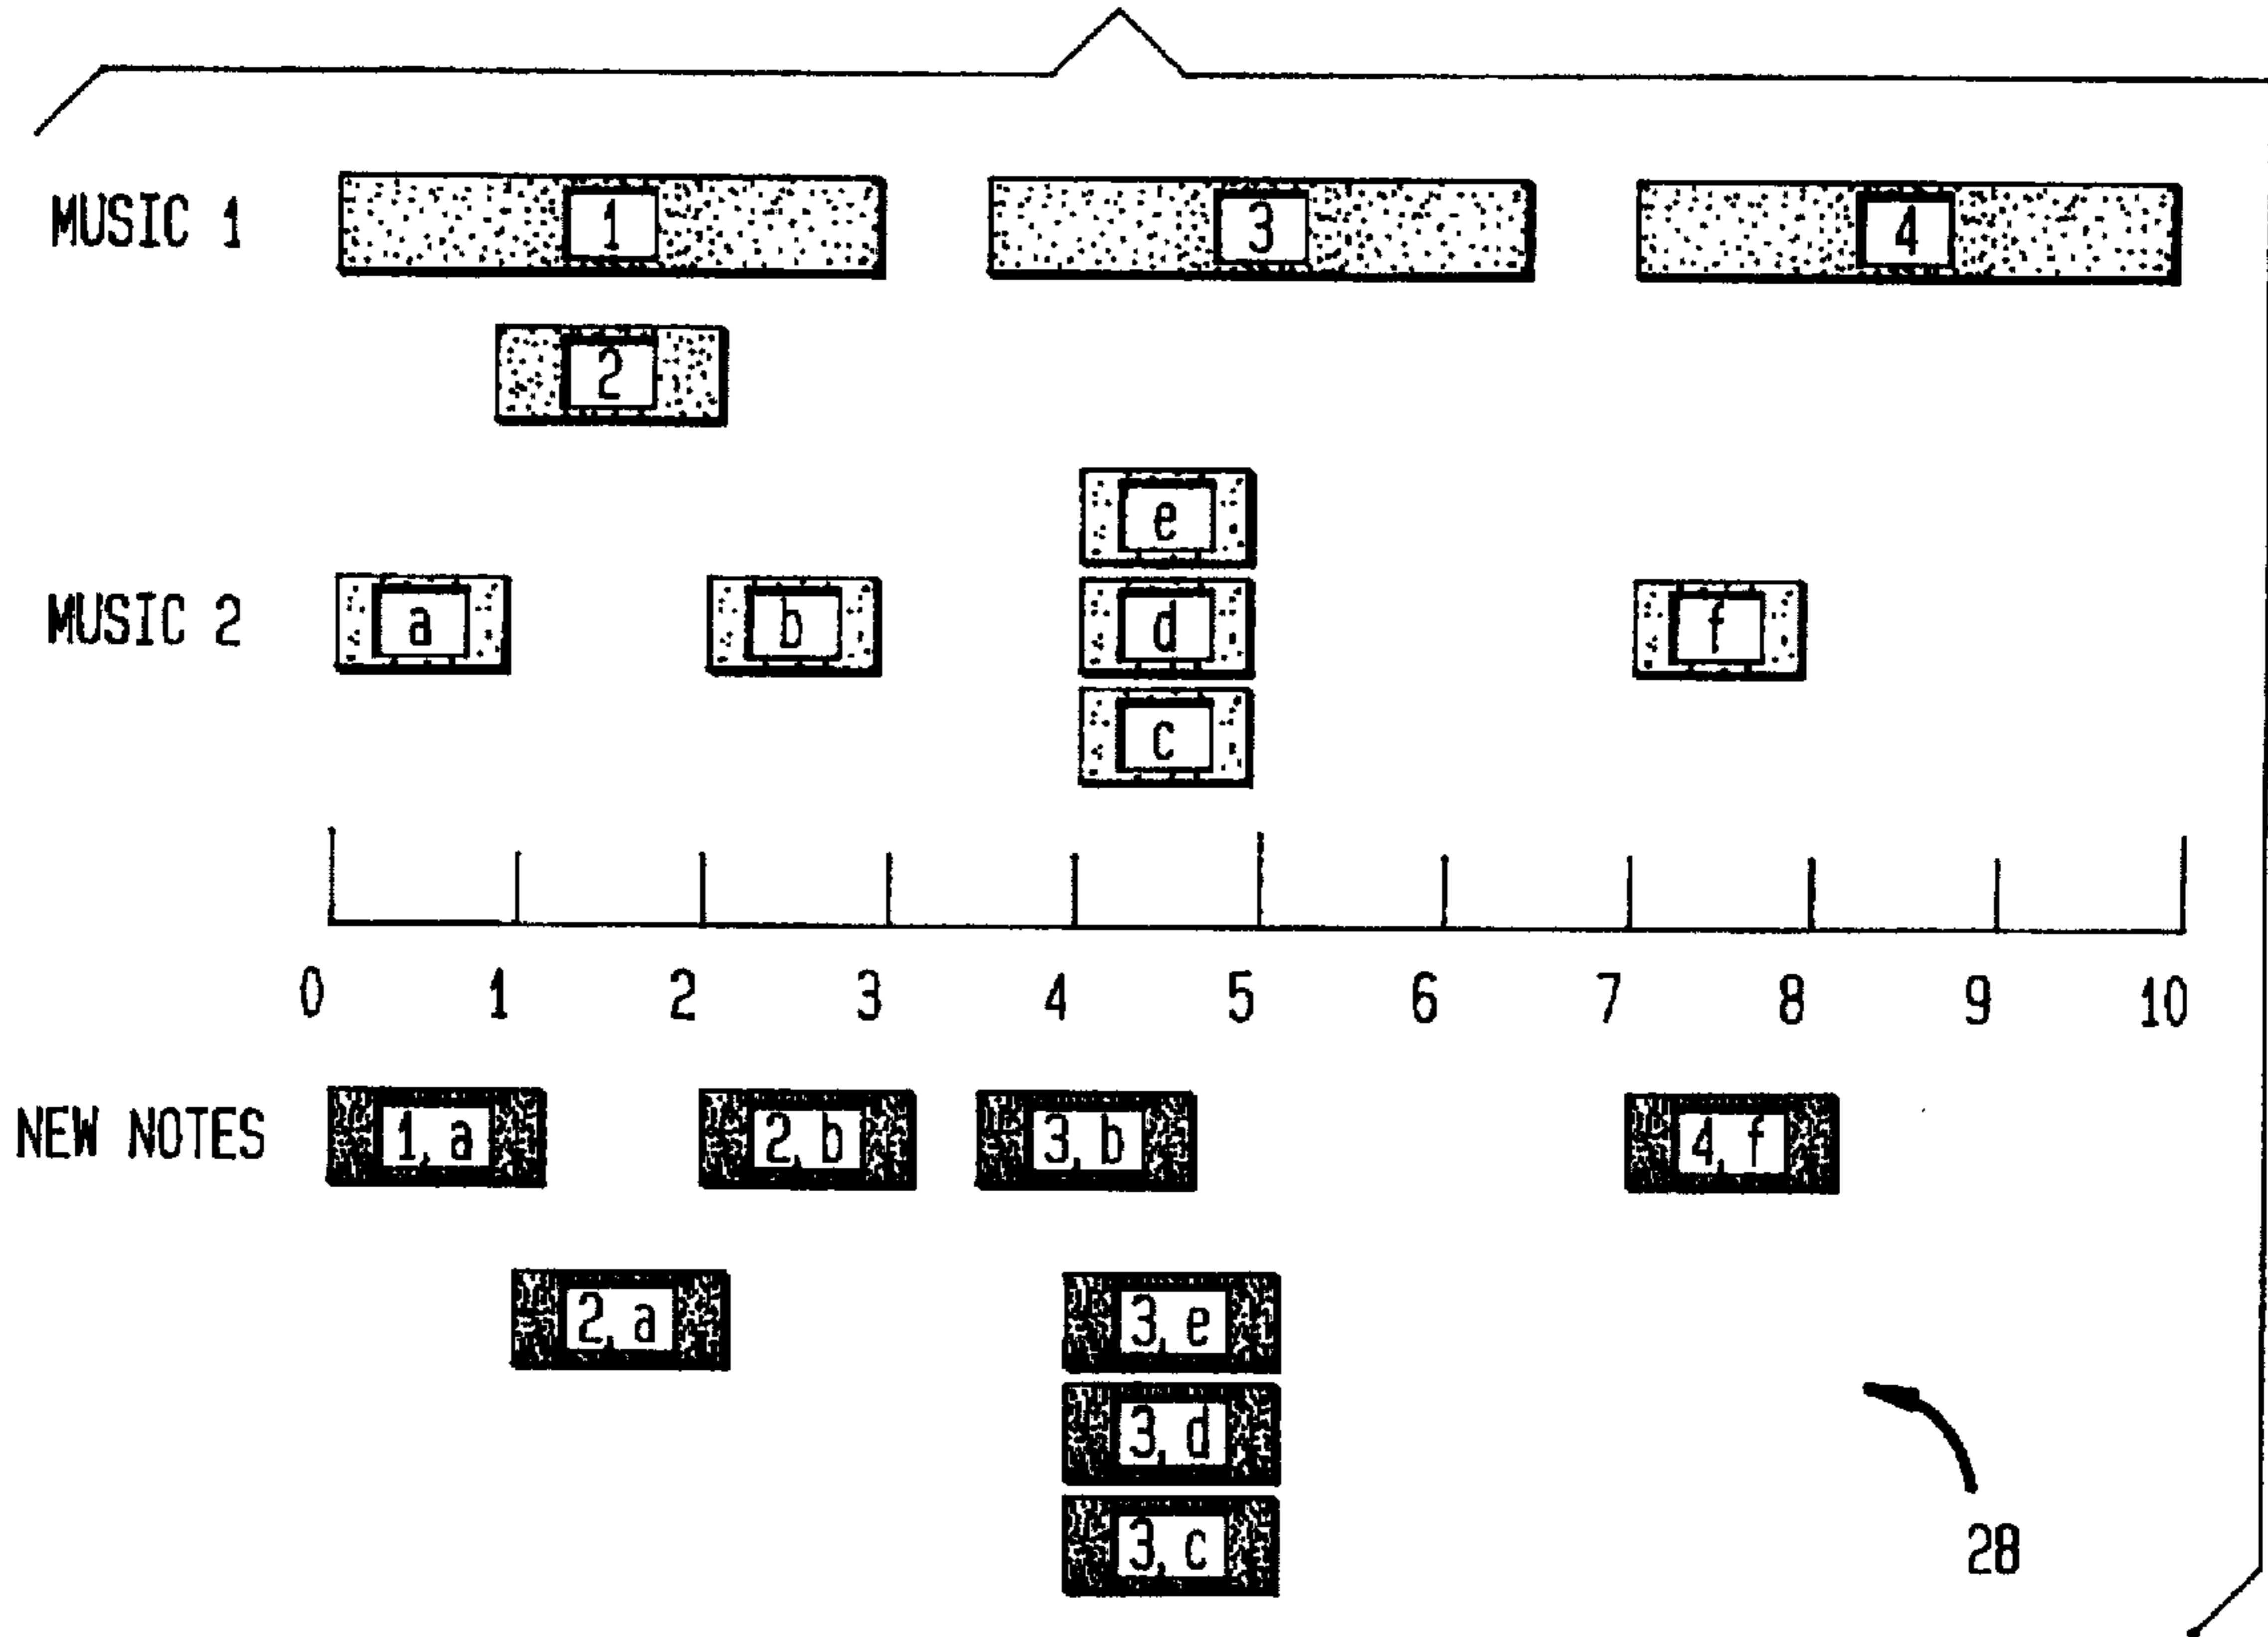 MUSIC 1 1 3 4
2
e
MUSIC 2 a b d f
c
0 1 2 3 4 5 6 7 8 9 10
NEW NOTES 1,a 2,b 3,b 4,f
2,a 3,e
3,d
3,c
28